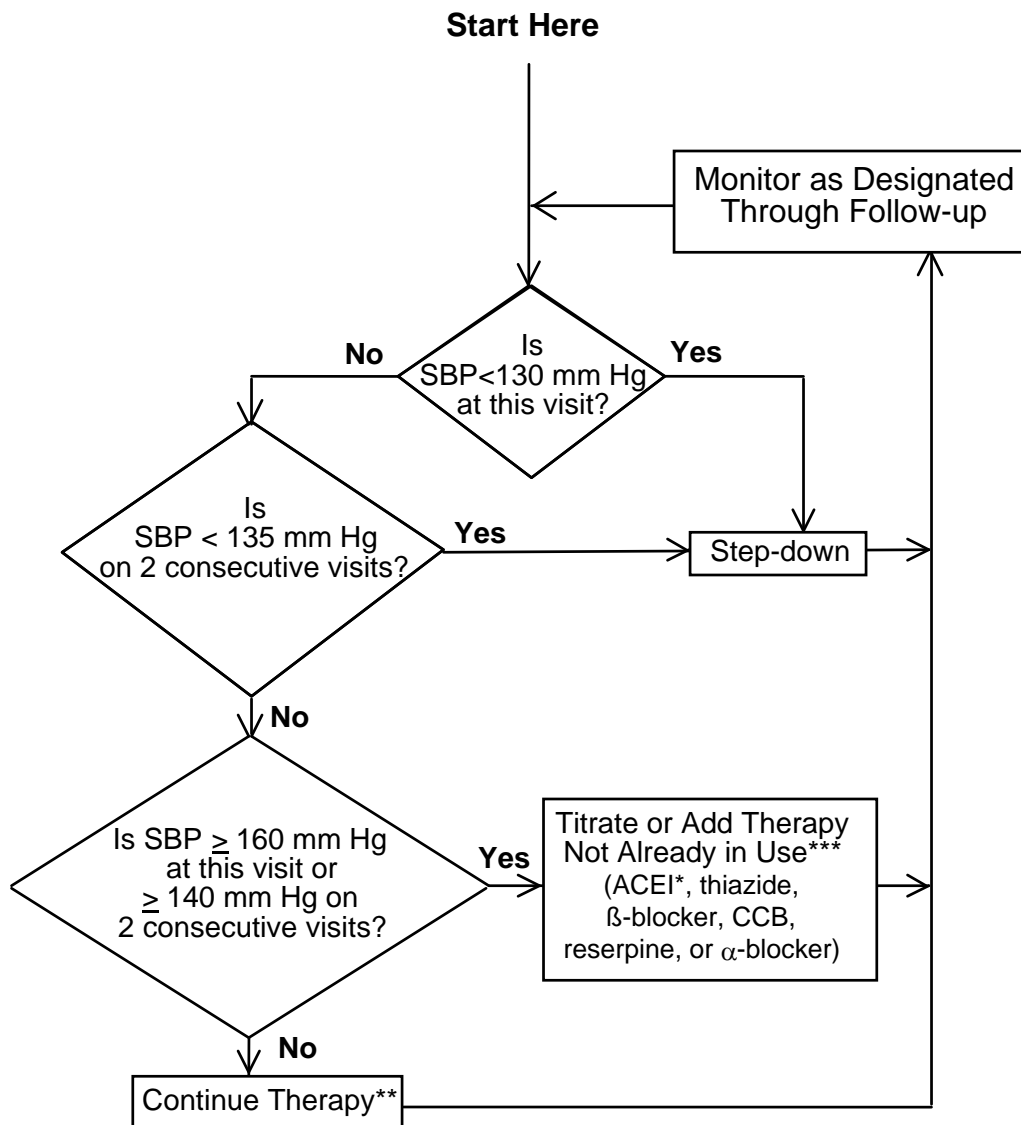 Start Here
Monitor as Designated
Through Follow-up
No
Is
SBP<130 mm Hg
at this visit?
Yes
Is
SBP < 135 mm Hg
on 2 consecutive visits?
Yes
Step-down
No
Is SBP ≥ 160 mm Hg
at this visit or
≥ 140 mm Hg on
2 consecutive visits?
Yes
Titrate or Add Therapy
Not Already in Use***
(ACEI*, thiazide,
ß-blocker, CCB,
reserpine, or α-blocker)
No
Continue Therapy**